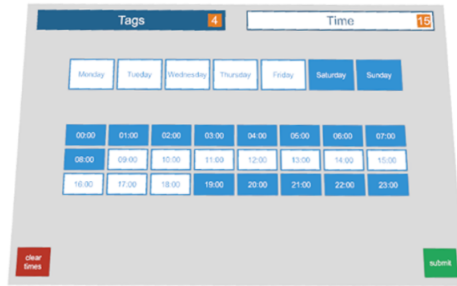 Tags 4 Time 15
Monday Tuesday Wednesday Thursday Friday Saturday Sunday
00:00 01:00 02:00 03:00 04:00 05:00 06:00 07:00
08:00 09:00 10:00 11:00 12:00 13:00 14:00 15:00
16:00 17:00 18:00 19:00 20:00 21:00 22:00 23:00
clear
times
submit